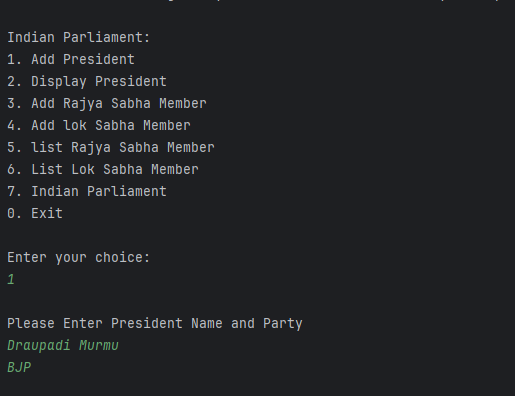 Indian Parliament:
1. Add President
2. Display President
3. Add Rajya Sabha Member
4. Add lok Sabha Member
5. list Rajya Sabha Member
6. List Lok Sabha Member
7. Indian Parliament
0. Exit
Enter your choice:
1
Please Enter President Name and Party
Draupadi Murmu
BJP